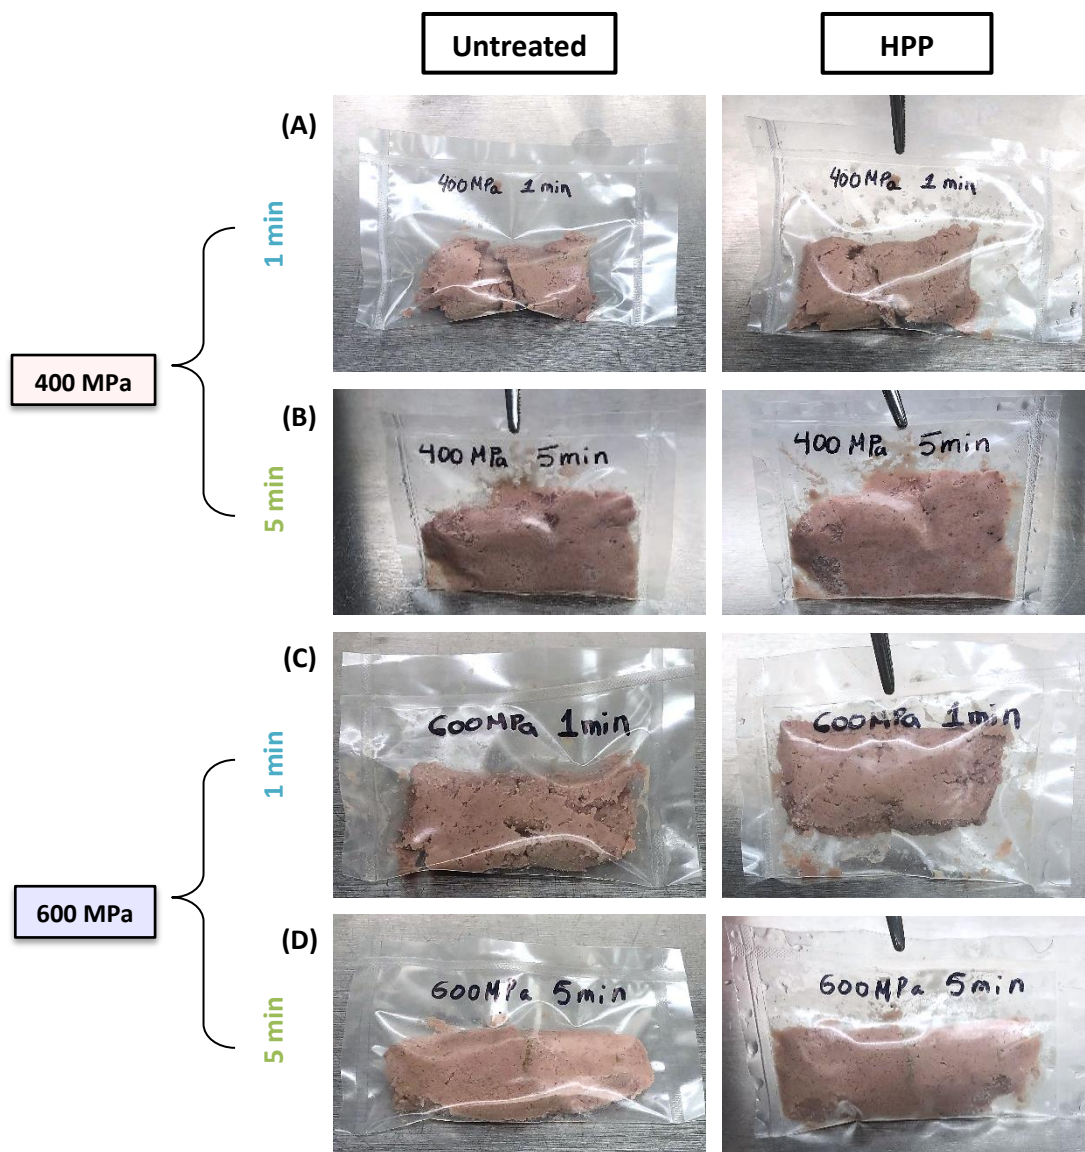 Untreated
HPP
(A)
400MPa 1min
400MPa 1min
1 min
400 MPa
(B)
400 MPa 5min
400 MPa 5min
5 min
(C)
600MPa 1min
600MPa 1min
1 min
600 MPa
(D)
600MPa 5min
600MPa 5min
5 min